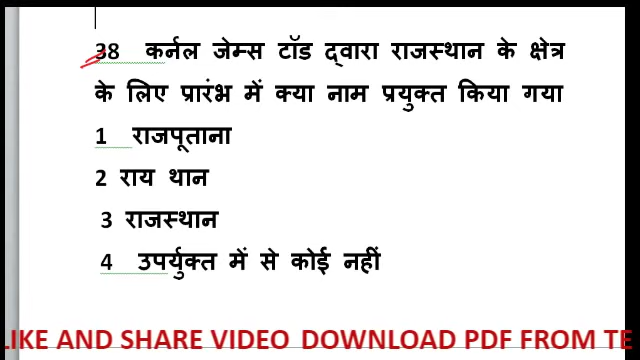 38 कर्नल जेम्स टॉड द्वारा राजस्थान के क्षेत्र
के लिए प्रारंभ में क्या नाम प्रयुक्त किया गया
1 राजपूताना
2 राय थान
3 राजस्थान
4 उपर्युक्त में से कोई नहीं
LIKE AND SHARE VIDEO DOWNLOAD PDF FROM TE